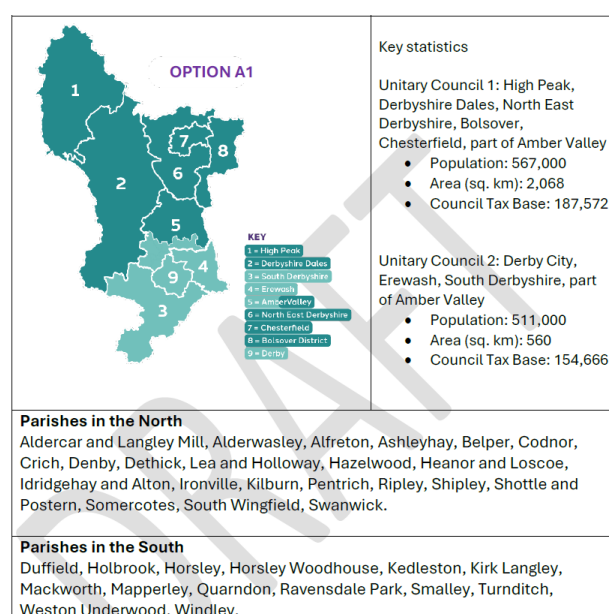 OPTION A1
1
2
3
4
5
6
7
8
9
KEY
1 = High Peak
2 = Derbyshire Dales
3 = South Derbyshire
4 = Erewash
5 = AmberValley
6 = North East Derbyshire
7 = Chesterfield
8 = Bolsover District
9 = Derby
Key statistics
Unitary Council 1: High Peak,
Derbyshire Dales, North East
Derbyshire, Bolsover,
Chesterfield, part of Amber Valley
• Population: 567,000
• Area (sq. km): 2,068
• Council Tax Base: 187,572
Unitary Council 2: Derby City,
Erewash, South Derbyshire, part
of Amber Valley
• Population: 511,000
• Area (sq. km): 560
• Council Tax Base: 154,666
Parishes in the North
Aldercar and Langley Mill, Alderwasley, Alfreton, Ashleyhay, Belper, Codnor,
Crich, Denby, Dethick, Lea and Holloway, Hazelwood, Heanor and Loscoe,
Idridgehay and Alton, Ironville, Kilburn, Pentrich, Ripley, Shipley, Shottle and
Postern, Somercotes, South Wingfield, Swanwick.
Parishes in the South
Duffield, Holbrook, Horsley, Horsley Woodhouse, Kedleston, Kirk Langley,
Mackworth, Mapperley, Quarndon, Ravensdale Park, Smalley, Turnditch,
Weston Underwood, Windley.
DRAFT